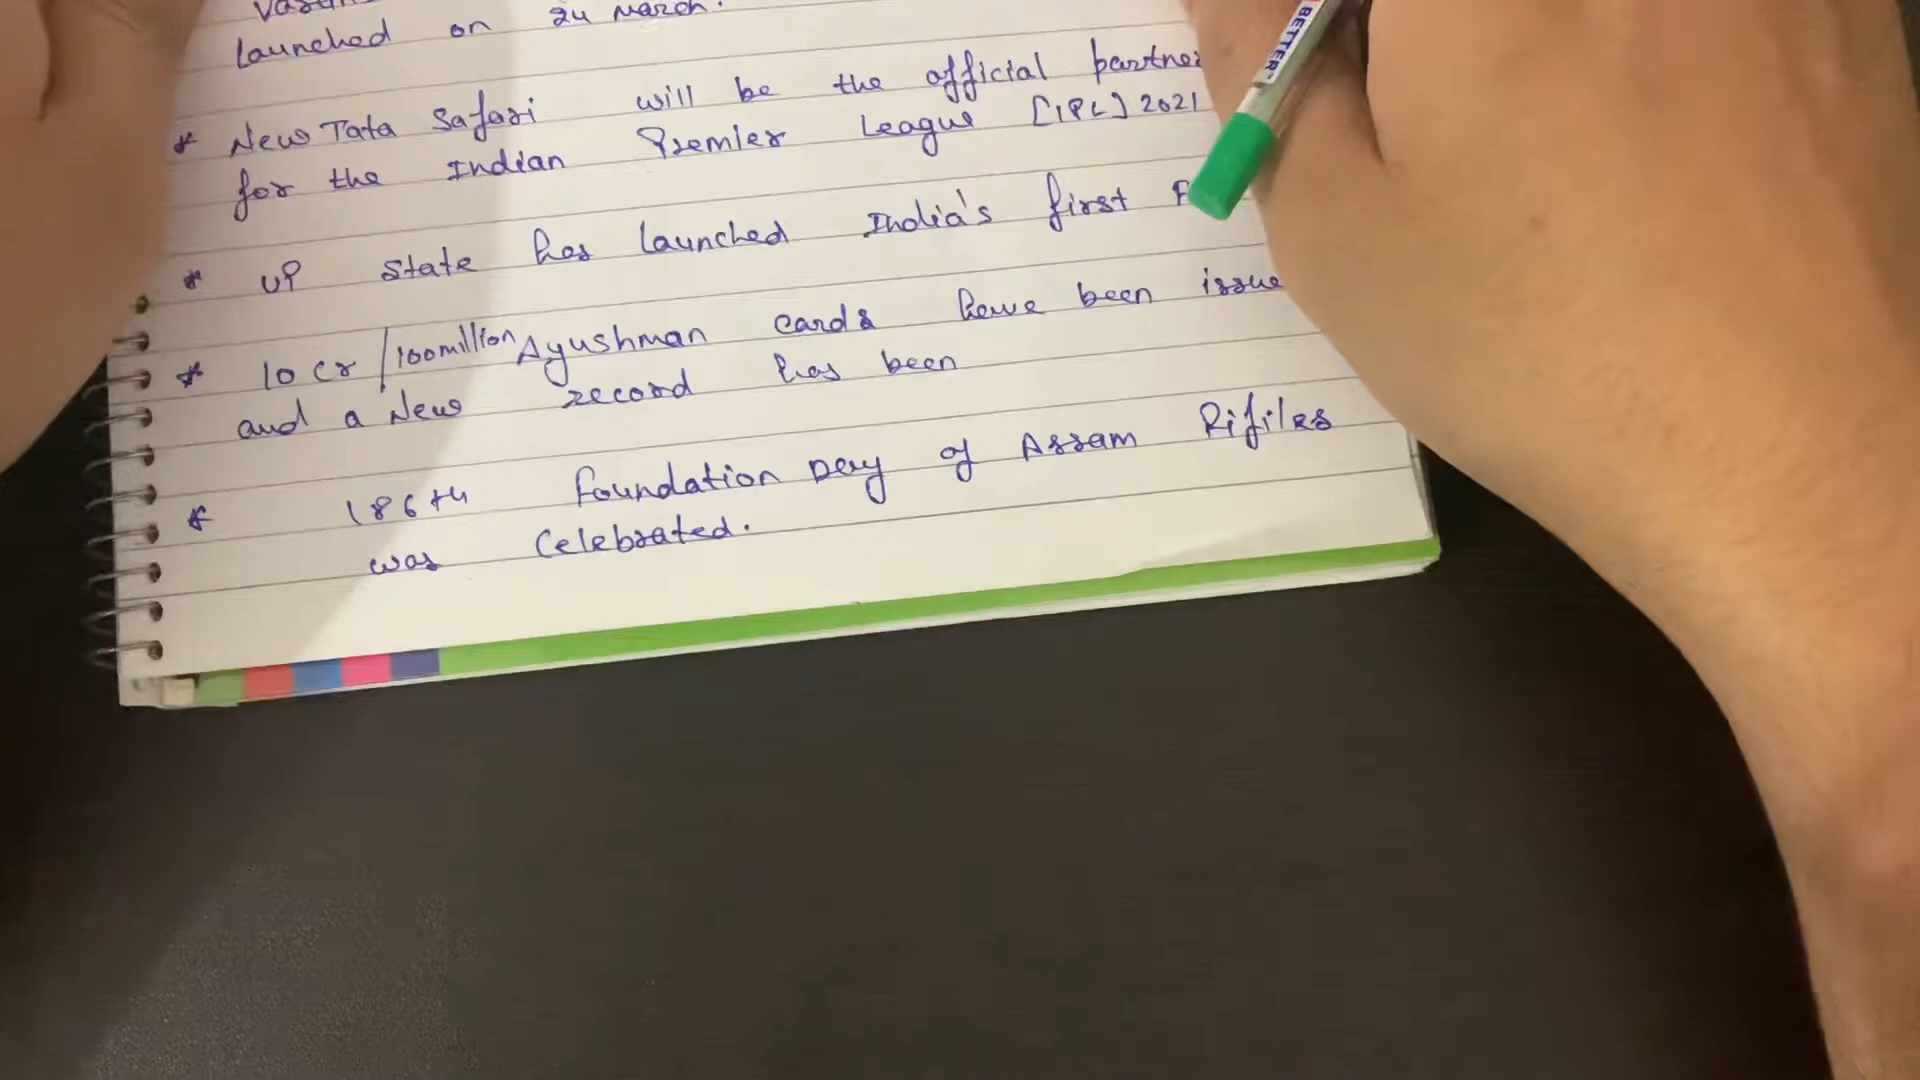 launched on 24 March.
* New Tata Safari will be the official partner
for the Indian Premier League [IPL] 2021
* UP state has launched India's first
* 10 cr/100million Ayushman cards have been issue
and a New record has been
* 186th Foundation Day of Assam Rifiles
was Celebrated.
BETTER